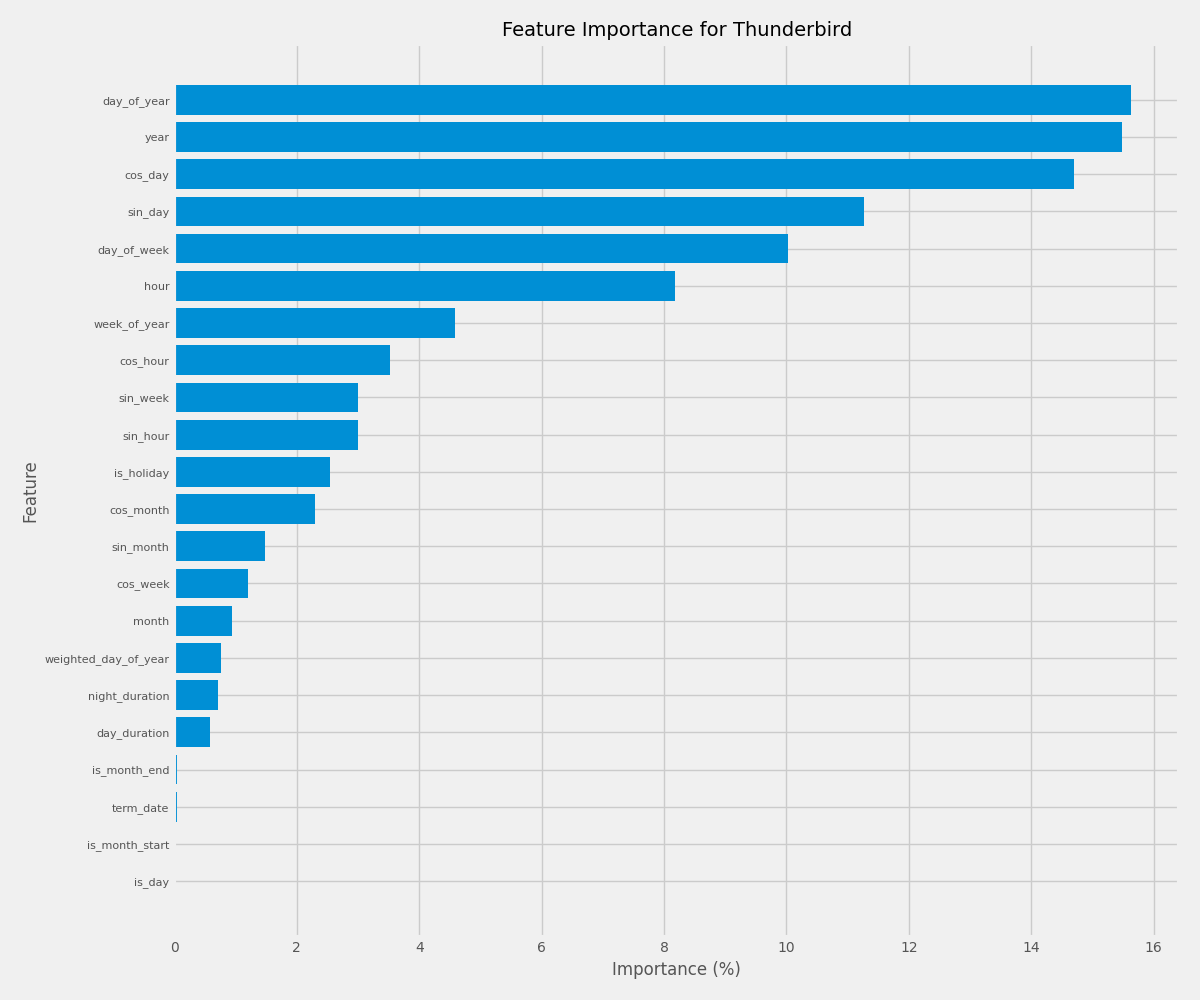 Feature Importance for Thunderbird
day_of_year
year
cos_day
sin_day
day_of_week
hour
week_of_year
cos_hour
sin_week
sin_hour
is_holiday
cos_month
sin_month
cos_week
month
weighted_day_of_year
night_duration
day_duration
is_month_end
term_date
is_month_start
is_day
Feature
0 2 4 6 8 10 12 14 16
Importance (%)